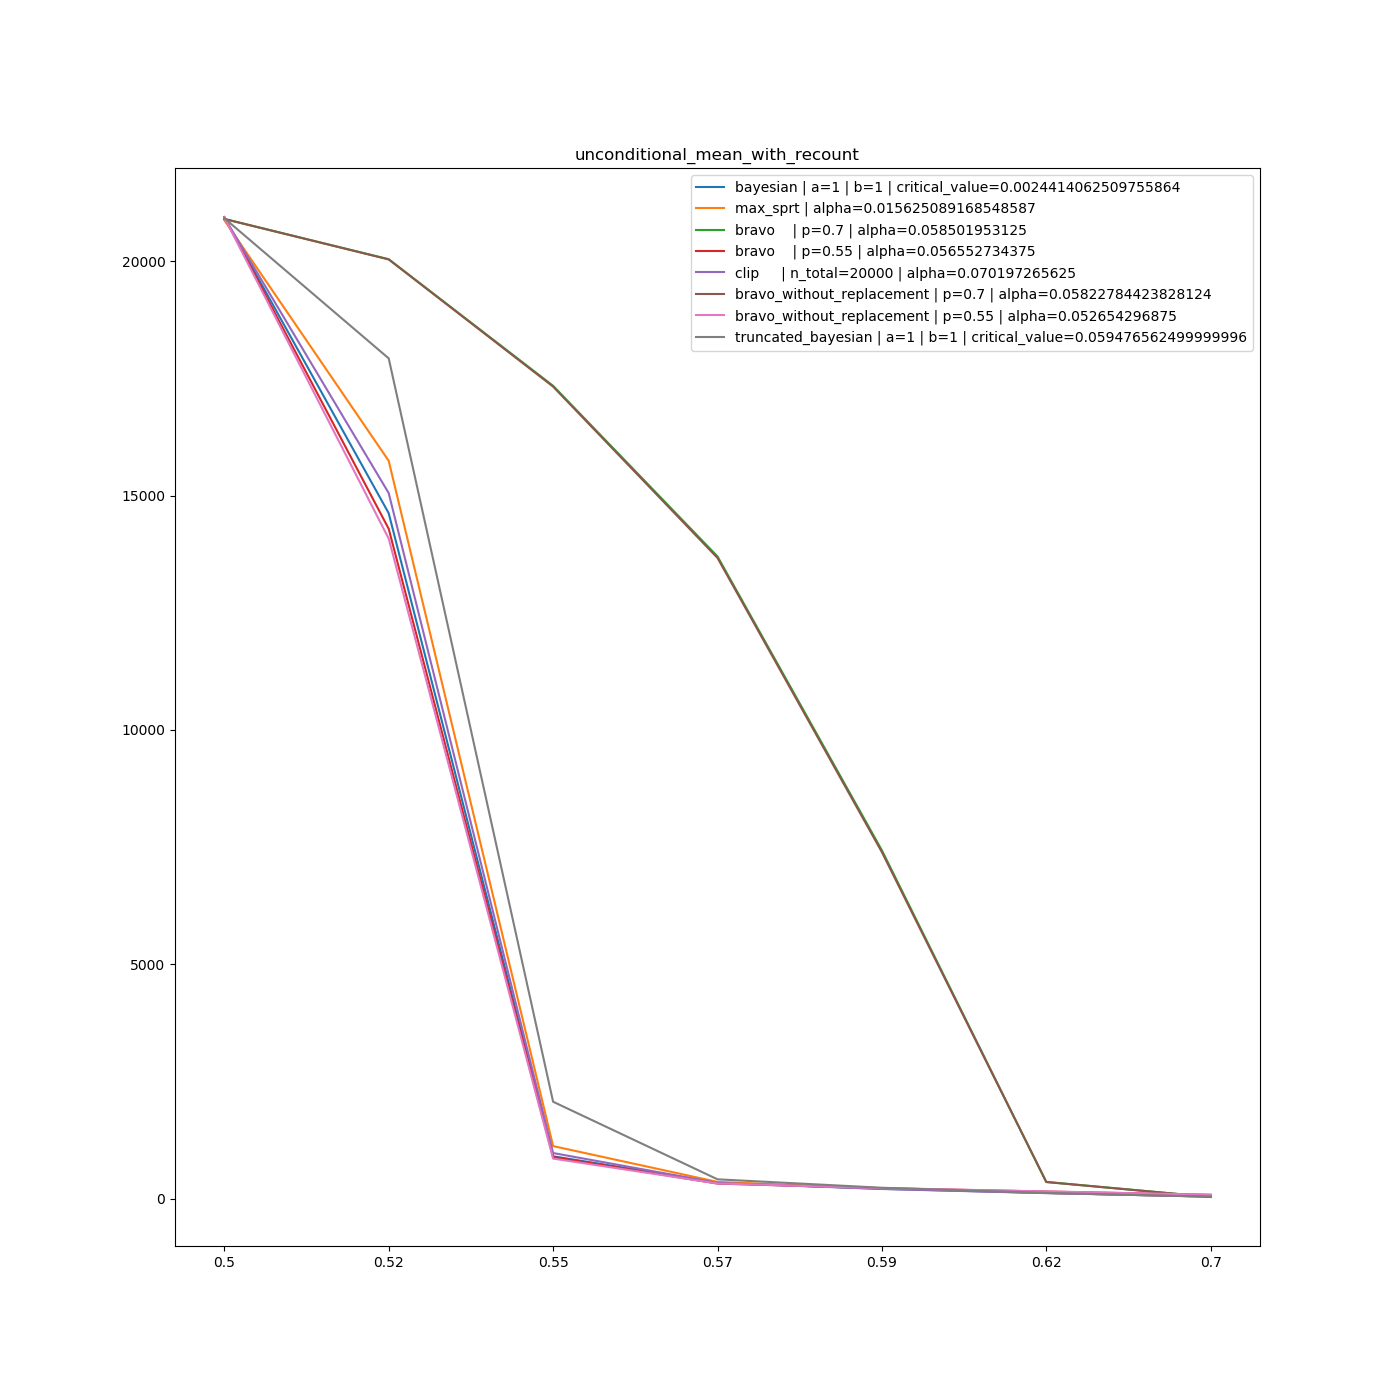 unconditional_mean_with_recount
bayesian | a=1 | b=1 | critical_value=0.0024414062509755864
max_sprt | alpha=0.015625089168548587
bravo | p=0.7 | alpha=0.058501953125
bravo | p=0.55 | alpha=0.056552734375
clip | n_total=20000 | alpha=0.070197265625
bravo_without_replacement | p=0.7 | alpha=0.05822784423828124
bravo_without_replacement | p=0.55 | alpha=0.052654296875
truncated_bayesian | a=1 | b=1 | critical_value=0.059476562499999996
20000
15000
10000
5000
0
0.5 0.52 0.55 0.57 0.59 0.62 0.7